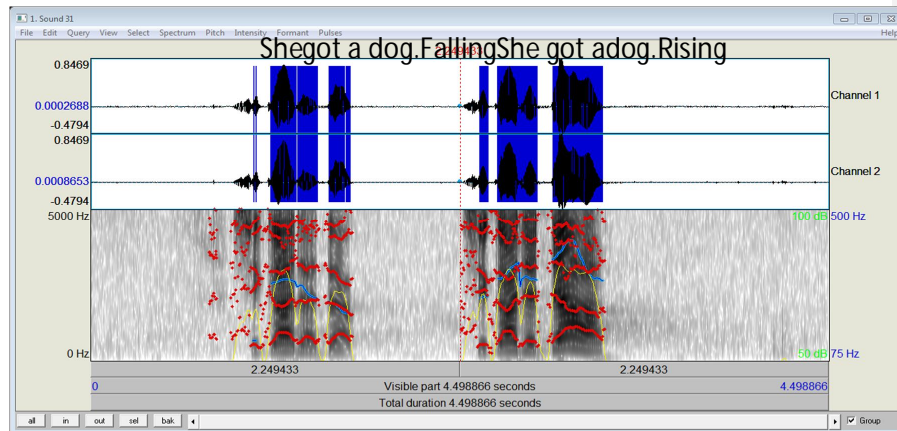 1. Sound 31
File Edit Query View Select Spectrum Pitch Intensity Formant Pulses Help
Shegot a dog.FallingShe got adog.Rising
2.249433
0.8469
0.0002688
-0.4794
Channel 1
0.8469
0.0008653
-0.4794
Channel 2
5000 Hz
100 dB 500 Hz
0 Hz
50 dB 75 Hz
2.249433 2.249433
0 Visible part 4.498866 seconds 4.498866
Total duration 4.498866 seconds
all in out sel bak Group